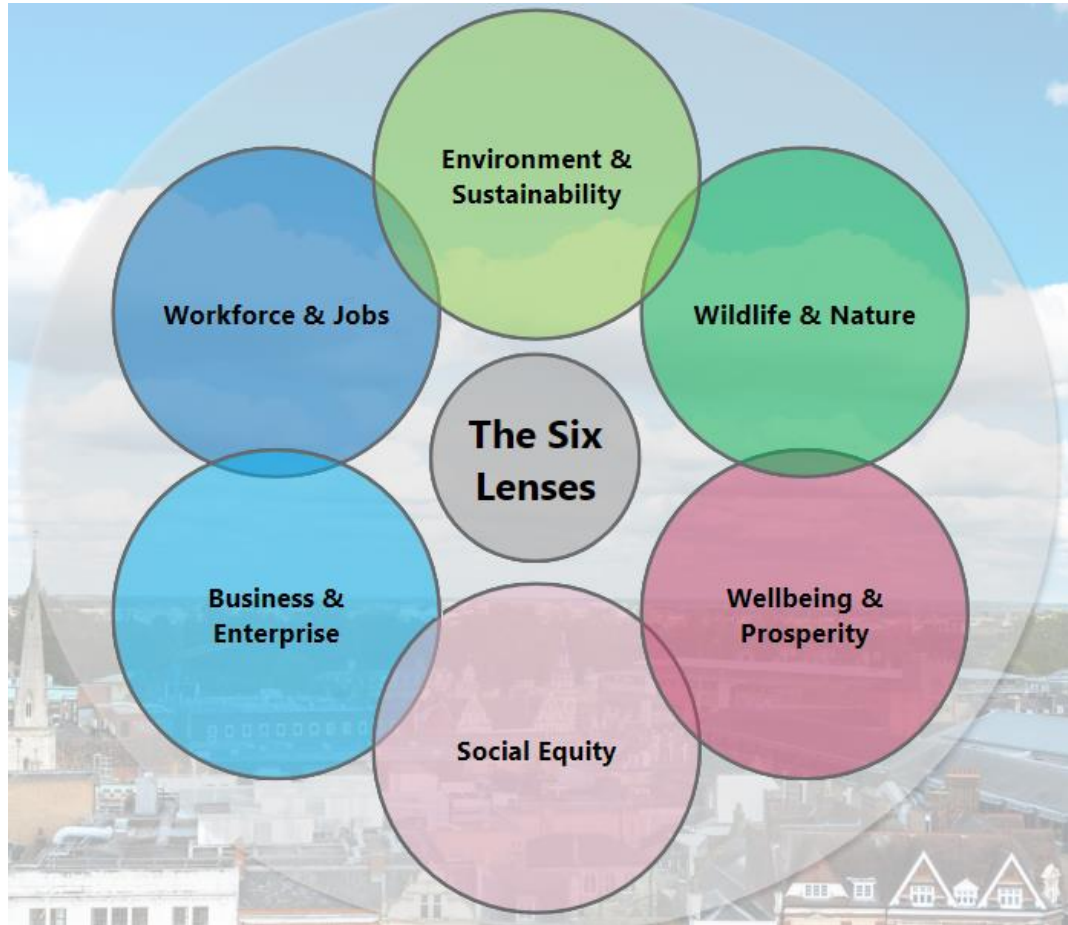 Environment &
Sustainability
Workforce & Jobs
Wildlife & Nature
The Six
Lenses
Business &
Enterprise
Wellbeing &
Prosperity
Social Equity